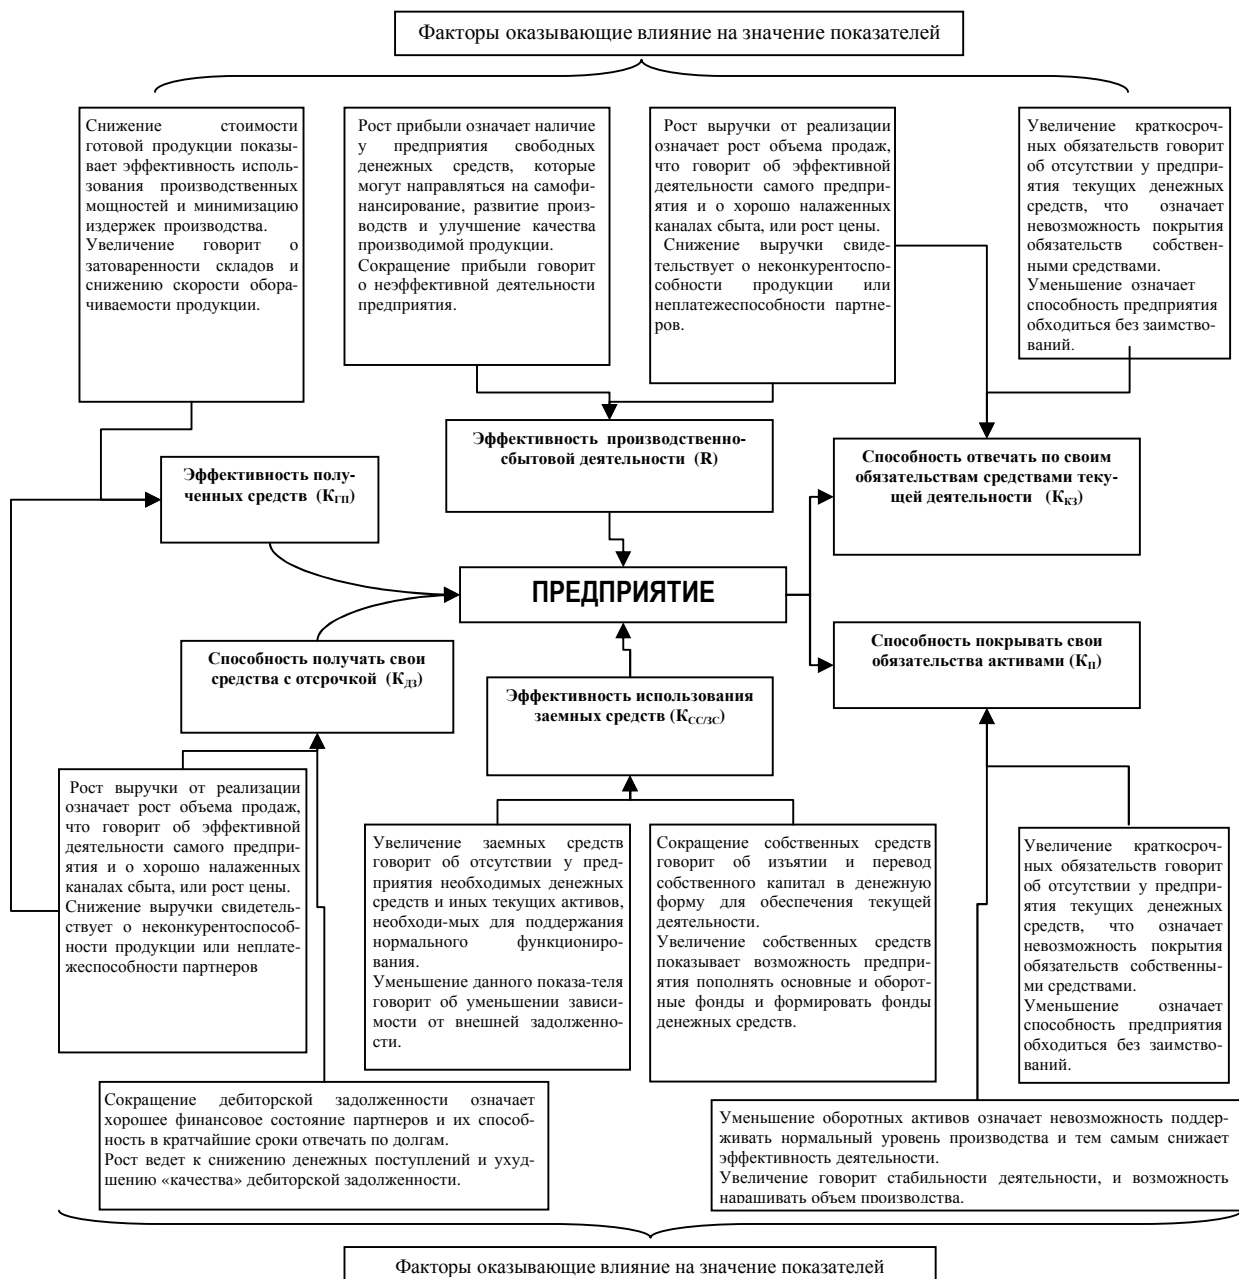 Факторы оказывающие влияние на значение показателей
Снижение стоимости
готовой продукции показы-
вает эффективность исполь-
зования производственных
мощностей и минимизацию
издержек производства.
Увеличение говорит о
затоваренности складов и
снижению скорости обора-
чиваемости продукции.
Рост прибыли означает наличие
у предприятия свободных
денежных средств, которые
могут направляться на самофи-
нансирование, развитие произ-
водств и улучшение качества
производимой продукции.
Сокращение прибыли говорит
о неэффективной деятельности
предприятия.
Рост выручки от реализации
означает рост объема продаж,
что говорит об эффективной
деятельности самого предпри-
ятия и о хорошо налаженных
каналах сбыта, или рост цены.
Снижение выручки свиде-
тельствует о неконкурентоспо-
собности продукции или
неплатежеспособности партне-
ров.
Увеличение краткосроч-
ных обязательств говорит
об отсутствии у предпри-
ятия текущих денежных
средств, что означает
невозможность покрытия
обязательств собствен-
ными средствами.
Уменьшение означает
способность предприятия
обходиться без заимство-
ваний.
Эффективность полу-
ченных средств (КГП)
Эффективность производственно-
сбытовой деятельности (R)
Способность отвечать по своим
обязательствам средствами теку-
щей деятельности (ККЗ)
ПРЕДПРИЯТИЕ
Способность получать свои
средства с отсрочкой (КДЗ)
Эффективность использования
заемных средств (КСС/ЗС)
Способность покрывать свои
обязательства активами (КП)
Рост выручки от реализации
означает рост объема продаж,
что говорит об эффективной
деятельности самого предпри-
ятия и о хорошо налаженных
каналах сбыта, или рост цены.
Снижение выручки свидетель-
ствует о неконкурентоспособ-
ности продукции или неплате-
жеспособности партнеров
Увеличение заемных средств
говорит об отсутствии у пред-
приятия необходимых денежных
средств и иных текущих активов,
необходи-мых для поддержания
нормального функциониро-
вания.
Уменьшение данного показа-теля
говорит об уменьшении зависи-
мости от внешней задолженно-
сти.
Сокращение собственных средств
говорит об изъятии и перевод
собственного капитал в денежную
форму для обеспечения текущей
деятельности.
Увеличение собственных средств
показывает возможность предпри-
ятия пополнять основные и оборот-
ные фонды и формировать фонды
денежных средств.
Увеличение краткосроч-
ных обязательств говорит
об отсутствии у предпри-
ятия текущих денежных
средств, что означает
невозможность покрытия
обязательств собственны-
ми средствами.
Уменьшение означает
способность предприятия
обходиться без заимство-
ваний.
Сокращение дебиторской задолженности означает
хорошее финансовое состояние партнеров и их способ-
ность в кратчайшие сроки отвечать по долгам.
Рост ведет к снижению денежных поступлений и ухуд-
шению «качества» дебиторской задолженности.
Уменьшение оборотных активов означает невозможность поддер-
живать нормальный уровень производства и тем самым снижает
эффективность деятельности.
Увеличение говорит стабильности деятельности, и возможность
наращивать объем производства.
Факторы оказывающие влияние на значение показателей